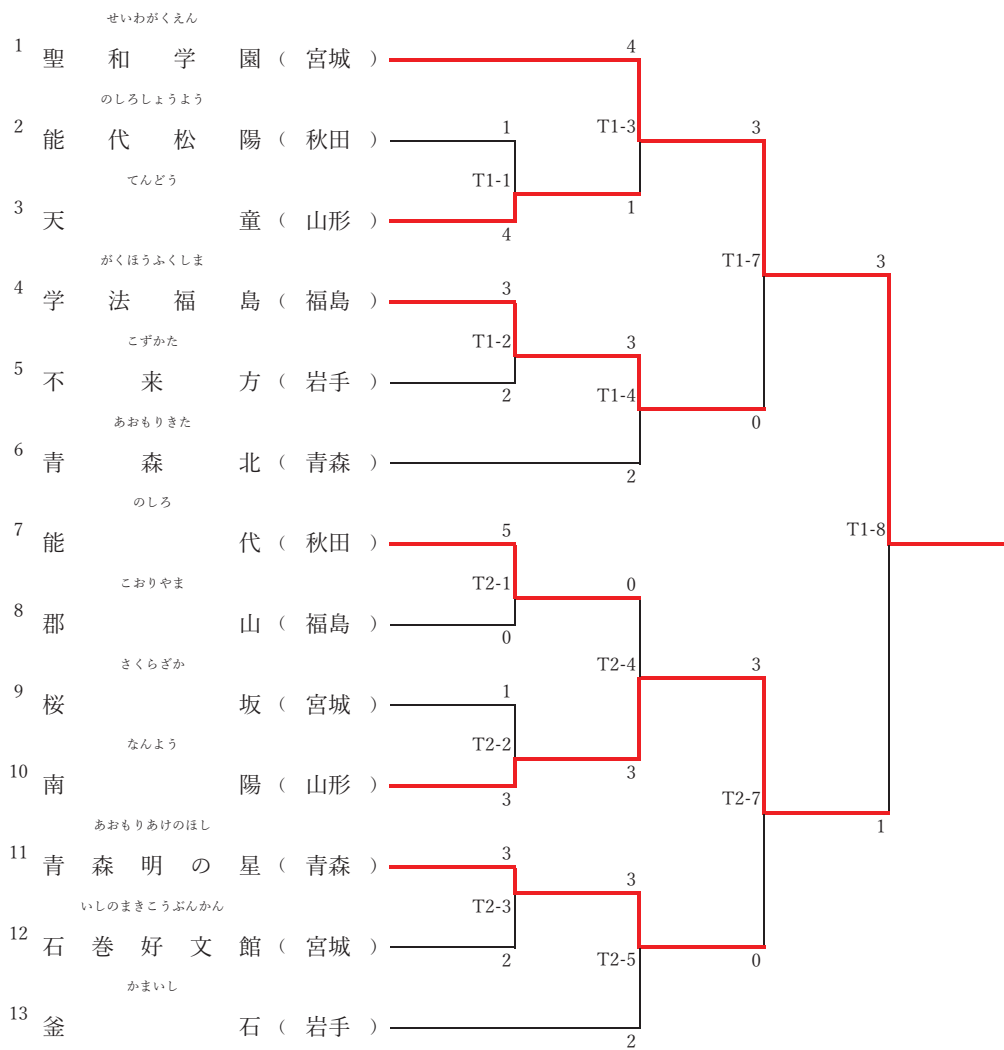 せいわがくえん
1 聖和学園（宮城） 4
のしろしょうよう
2 能代松陽（秋田） 1 T1-3 3
てんどう T1-1
3 天童（山形） 4 1
がくほうふくしま T1-7 3
4 学法福島（福島） 3
こずかた T1-2 3
5 不来方（岩手） 2 T1-4
あおもりきた 0
6 青森北（青森） 2
のしろ
7 能代（秋田） 5 T1-8
こおりやま T2-1 0
8 郡山（福島） 0
さくらざか T2-4 3
9 桜坂（宮城） 1
なんよう T2-2 3
10 南陽（山形） 3 T2-7
あおもりあけのほし 1
11 青森明の星（青森） 3 3
いしのまきこうぶんかん T2-3
12 石巻好文館（宮城） 2 T2-5 0
かまいし
13 釜石（岩手） 2